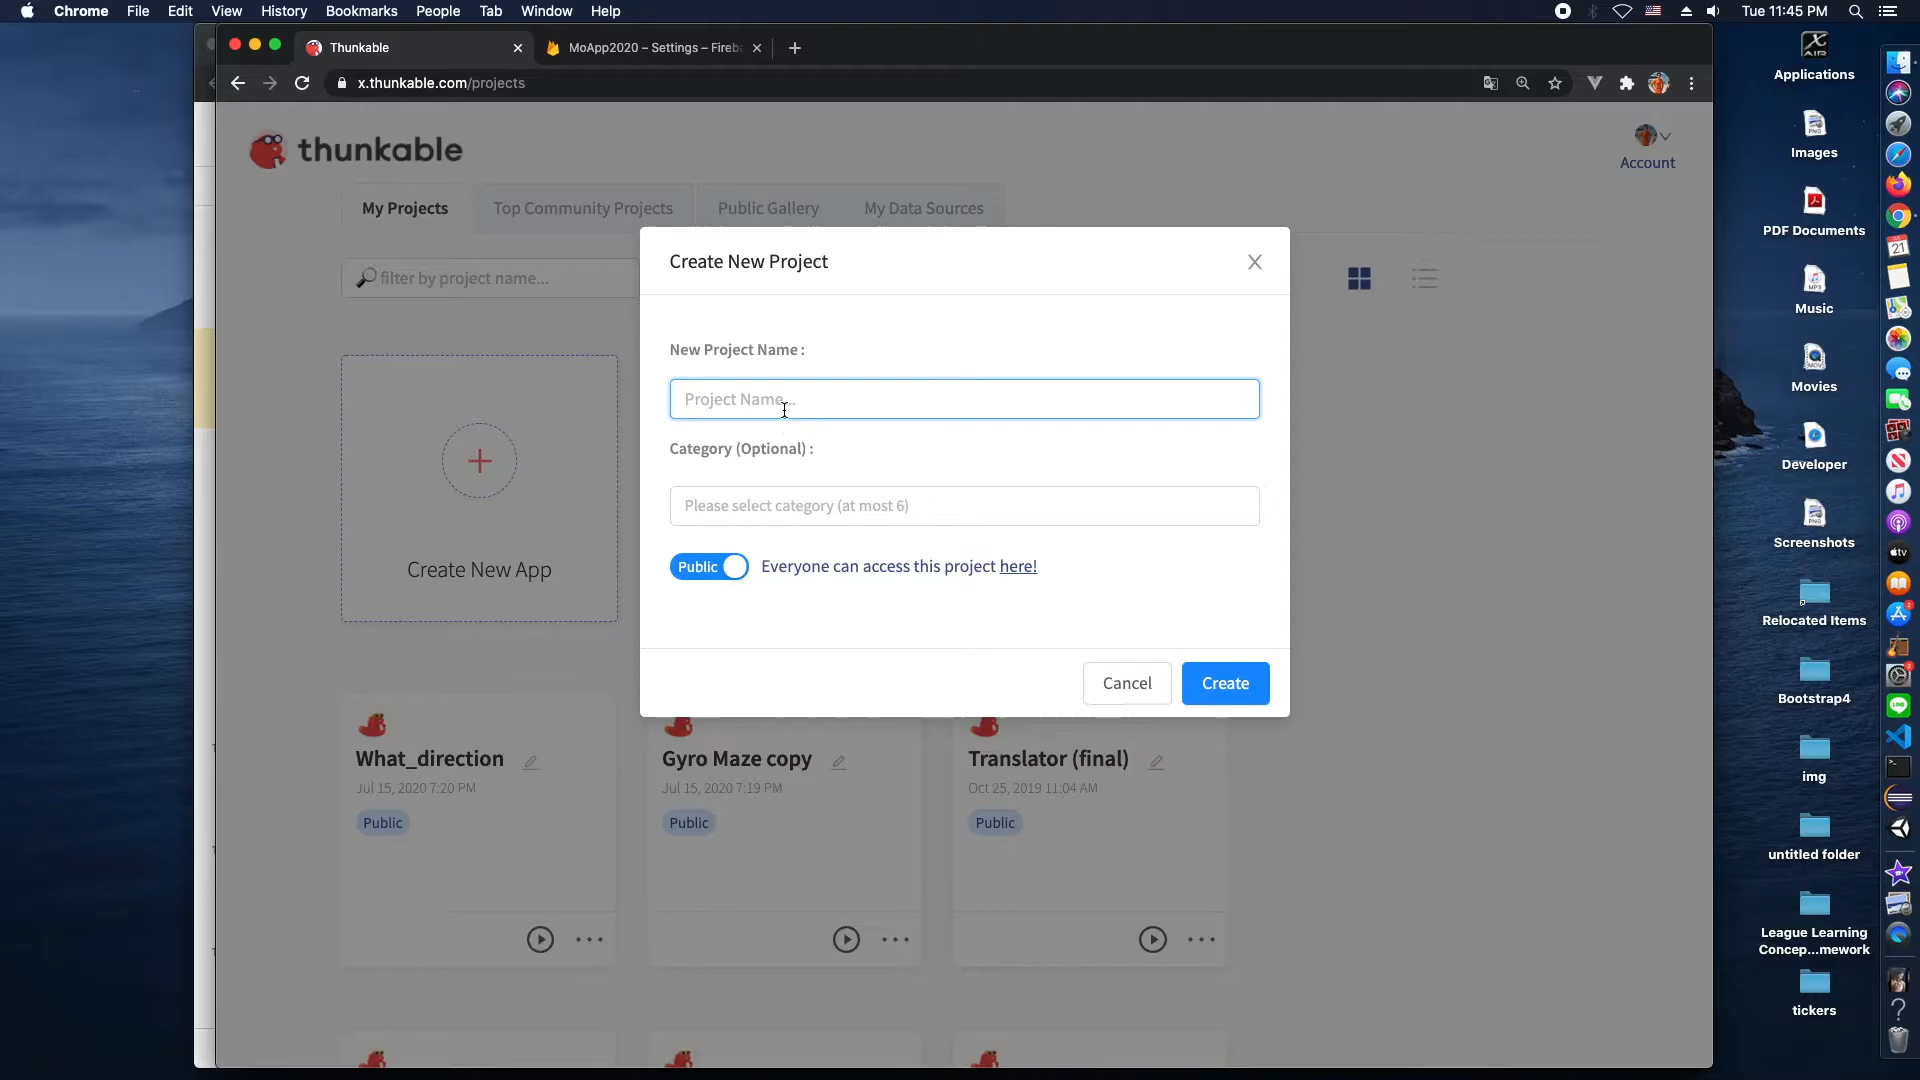 Chrome File Edit View History Bookmarks People Tab Window Help
Tue 11:45 PM
Thunkable
MoApp2020 – Settings – Fireb
x.thunkable.com/projects
thunkable
Account
My Projects
Top Community Projects
Public Gallery
My Data Sources
filter by project name...
Create New App
Create New Project
New Project Name :
Project Name...
Category (Optional) :
Please select category (at most 6)
Public
Everyone can access this project here!
Cancel
Create
What_direction
Jul 15, 2020 7:20 PM
Public
Gyro Maze copy
Jul 15, 2020 7:19 PM
Public
Translator (final)
Oct 25, 2019 11:04 AM
Public
Applications
Images
PDF Documents
Music
Movies
Developer
Screenshots
Relocated Items
Bootstrap4
img
untitled folder
League Learning
Concep...mework
tickers